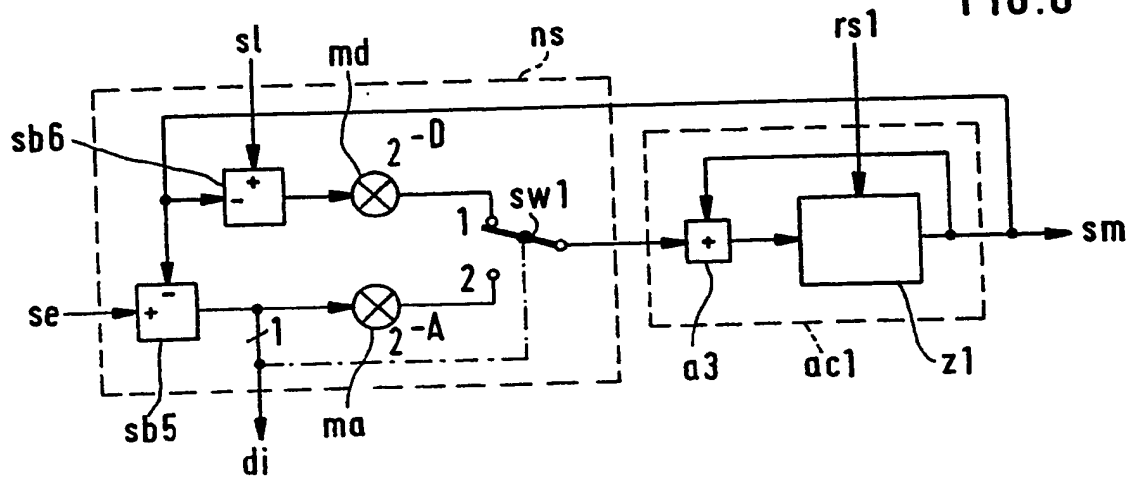 FIG.6
rs1
ns
sl
md
sb6
2^-D
+
-
sw1
1
sm
+
-
2
se
+
1
2^-A
a3
ac1
z1
sb5
ma
di